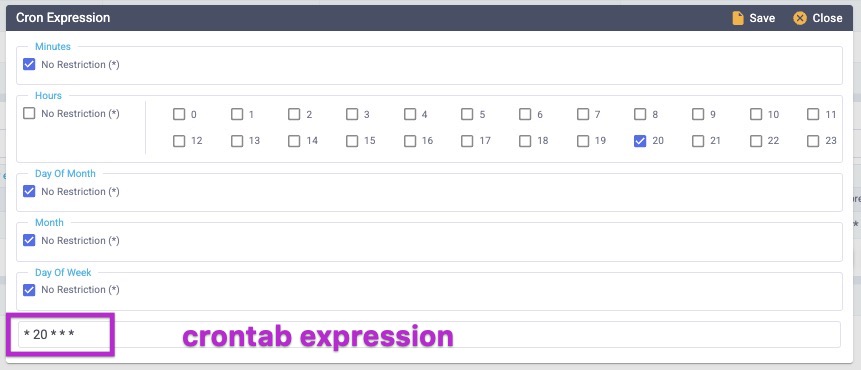 Cron Expression Save Close
Minutes
No Restriction (*)
Hours
No Restriction (*) 0 1 2 3 4 5 6 7 8 9 10 11
12 13 14 15 16 17 18 19 20 21 22 23
Day Of Month
No Restriction (*)
Month
No Restriction (*)
Day Of Week
No Restriction (*)
* 20 * * * crontab expression